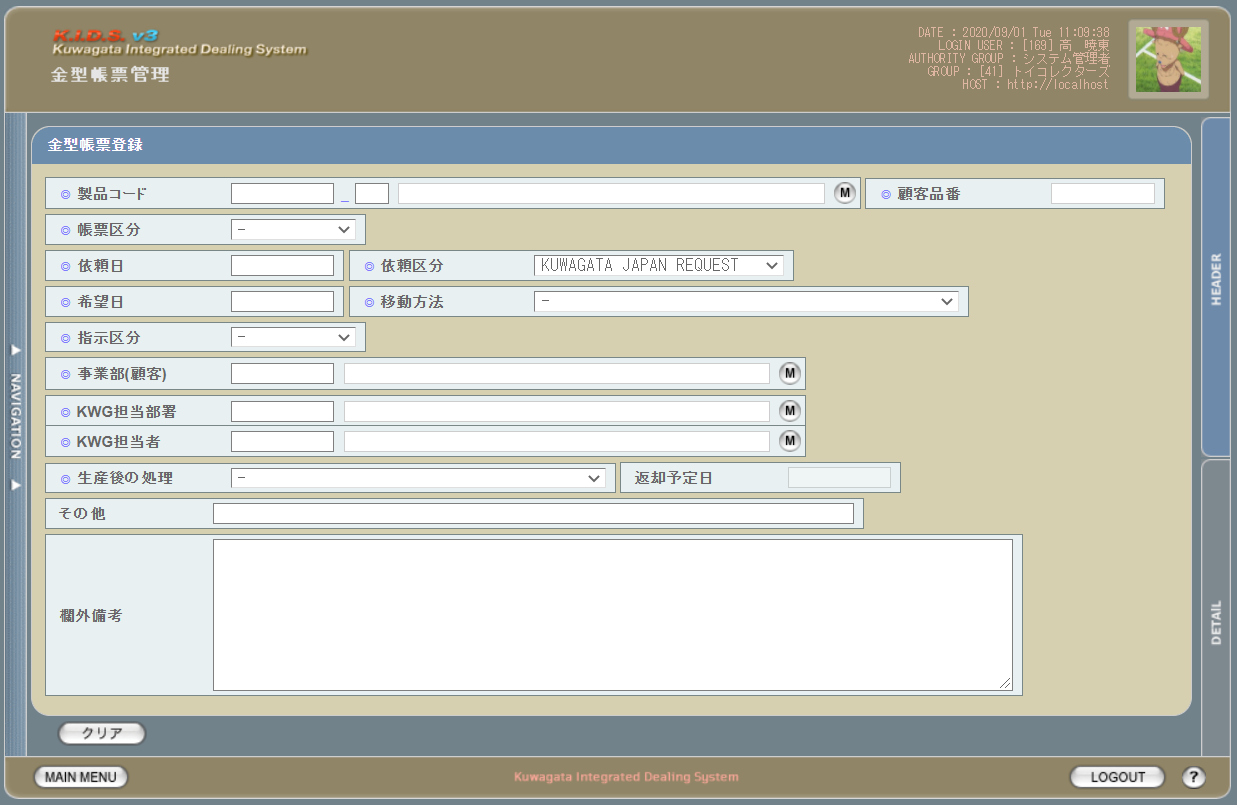 K.I.D.S. v3
Kuwagata Integrated Dealing System
金型帳票管理
DATE : 2020/09/01 Tue 11:09:38
LOGIN USER : [169] 高　暁東
AUTHORITY GROUP : システム管理者
GROUP : [41] トイコレクターズ
HOST : http://localhost
金型帳票登録
◎ 製品コード _ M ◎ 顧客品番
◎ 帳票区分 -
◎ 依頼日 ◎ 依頼区分 KUWAGATA JAPAN REQUEST
◎ 希望日 ◎ 移動方法 -
◎ 指示区分 -
◎ 事業部(顧客) M
◎ KWG担当部署 M
◎ KWG担当者 M
◎ 生産後の処理 - 返却予定日
その他
欄外備考
NAVIGATION
HEADER
DETAIL
クリア
MAIN MENU Kuwagata Integrated Dealing System LOGOUT ?